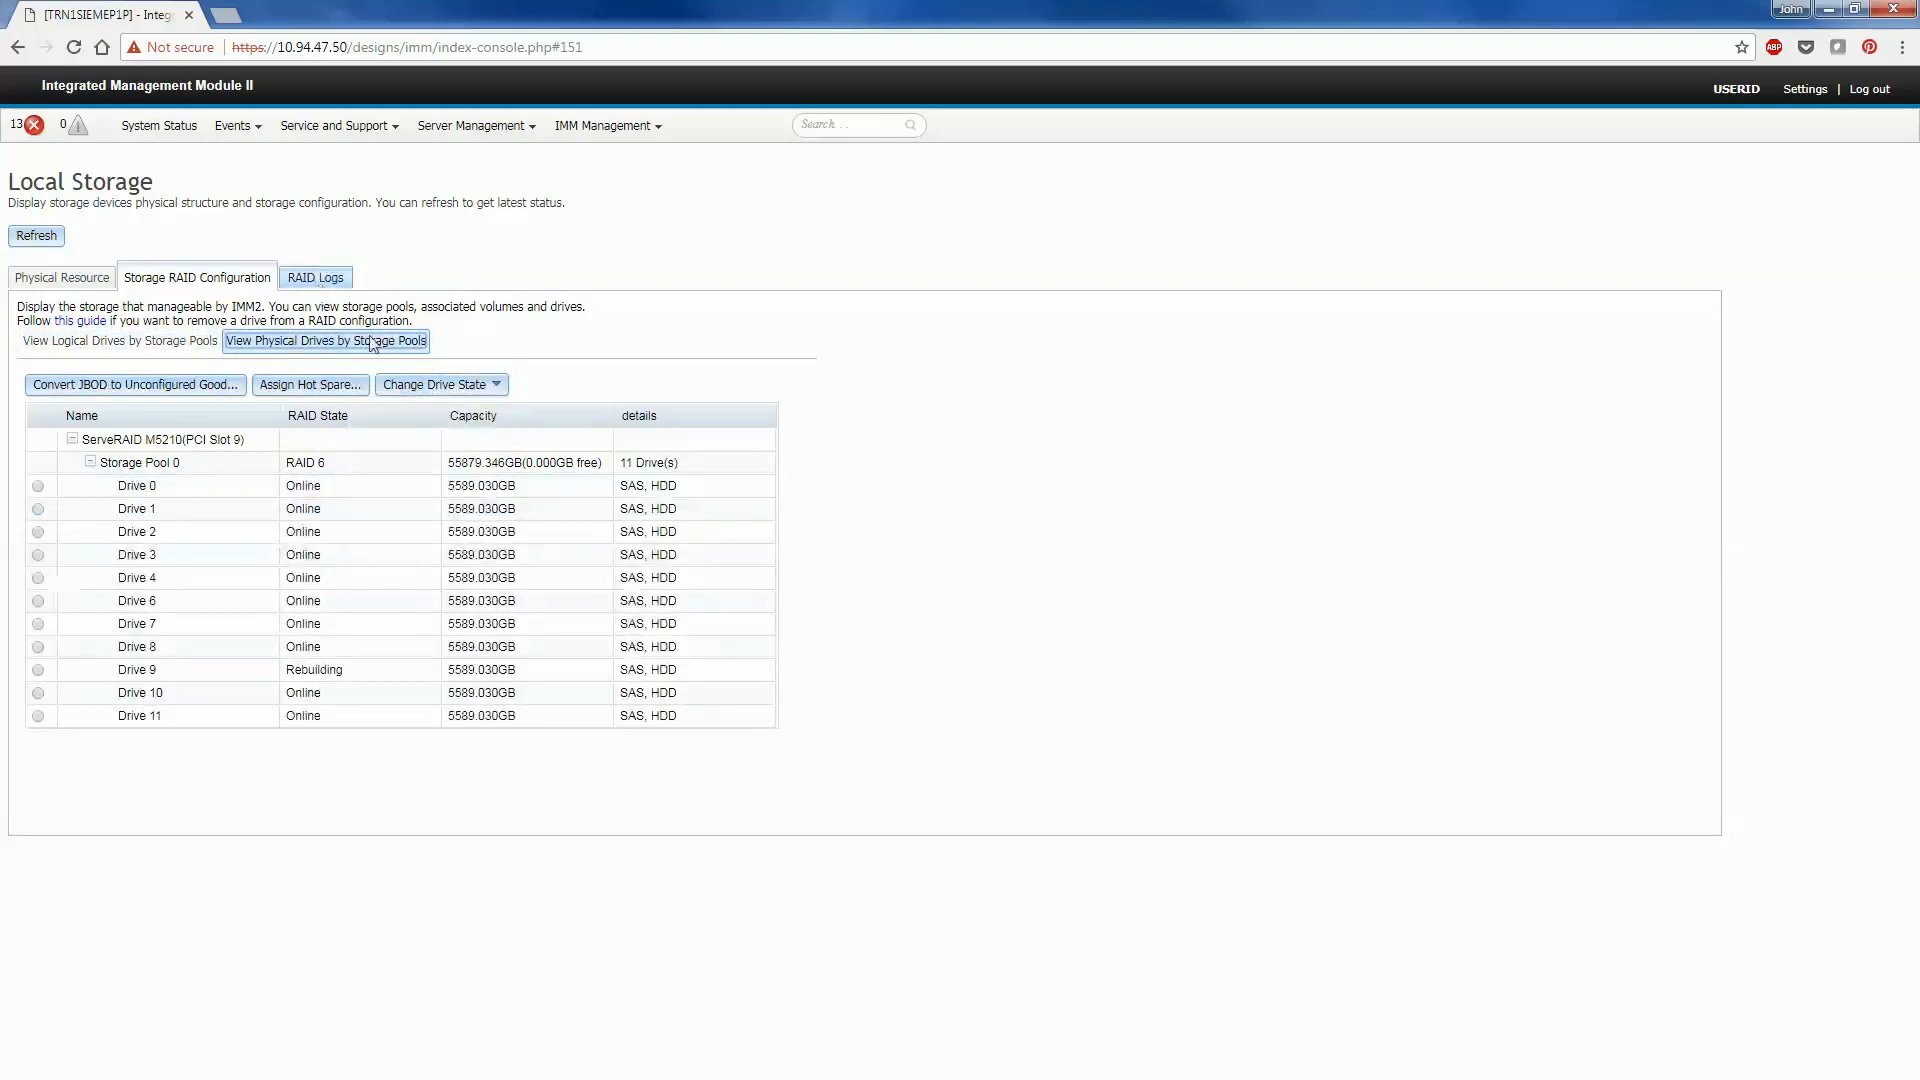 [TRN1SIEMEP1P] - Integ
John
Not secure https://10.94.47.50/designs/imm/index-console.php#151
ABP
Integrated Management Module II
USERID Settings | Log out
13 0 System Status Events Service and Support Server Management IMM Management Search...
Local Storage
Display storage devices physical structure and storage configuration. You can refresh to get latest status.
Refresh
Physical Resource Storage RAID Configuration RAID Logs
Display the storage that manageable by IMM2. You can view storage pools, associated volumes and drives.
Follow this guide if you want to remove a drive from a RAID configuration.
View Logical Drives by Storage Pools View Physical Drives by Storage Pools
Convert JBOD to Unconfigured Good... Assign Hot Spare... Change Drive State
Name RAID State Capacity details
ServeRAID M5210(PCI Slot 9)
Storage Pool 0 RAID 6 55879.346GB(0.000GB free) 11 Drive(s)
Drive 0 Online 5589.030GB SAS, HDD
Drive 1 Online 5589.030GB SAS, HDD
Drive 2 Online 5589.030GB SAS, HDD
Drive 3 Online 5589.030GB SAS, HDD
Drive 4 Online 5589.030GB SAS, HDD
Drive 6 Online 5589.030GB SAS, HDD
Drive 7 Online 5589.030GB SAS, HDD
Drive 8 Online 5589.030GB SAS, HDD
Drive 9 Rebuilding 5589.030GB SAS, HDD
Drive 10 Online 5589.030GB SAS, HDD
Drive 11 Online 5589.030GB SAS, HDD